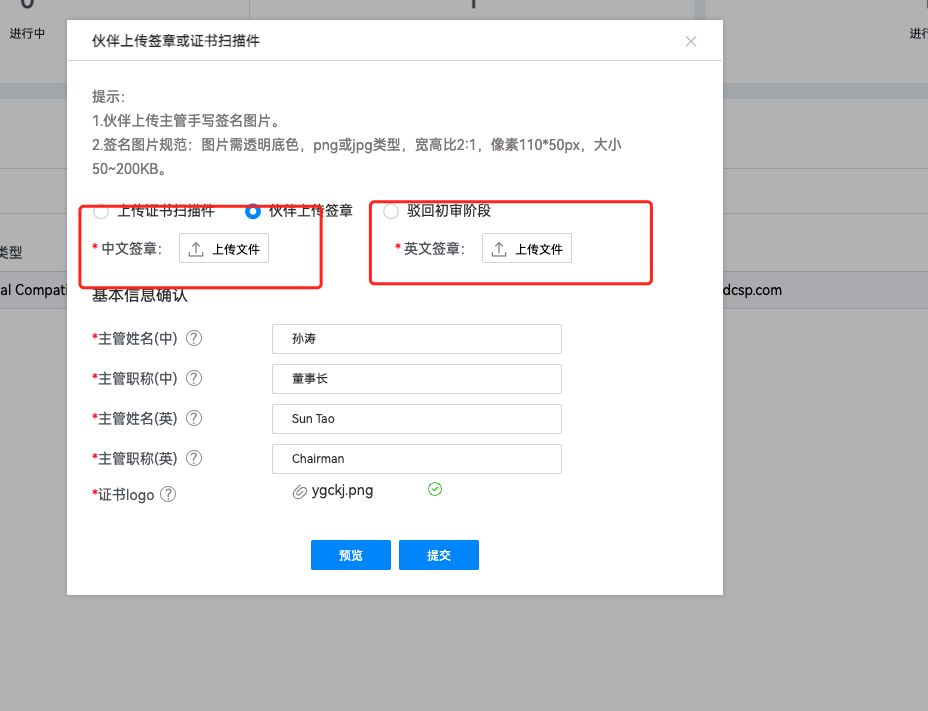 进行中
进行
伙伴上传签章或证书扫描件
提示:
1.伙伴上传主管手写签名图片。
2.签名图片规范：图片需透明底色，png或jpg类型，宽高比2:1，像素110*50px，大小
50~200KB。
上传证书扫描件 伙伴上传签章 驳回初审阶段
*中文签章: 上传文件 *英文签章: 上传文件
类型
al Compati
dcsp.com
基本信息确认
*主管姓名(中) ? 孙涛
*主管职称(中) ? 董事长
*主管姓名(英) ? Sun Tao
*主管职称(英) ? Chairman
*证书logo ? ygckj.png
预览 提交